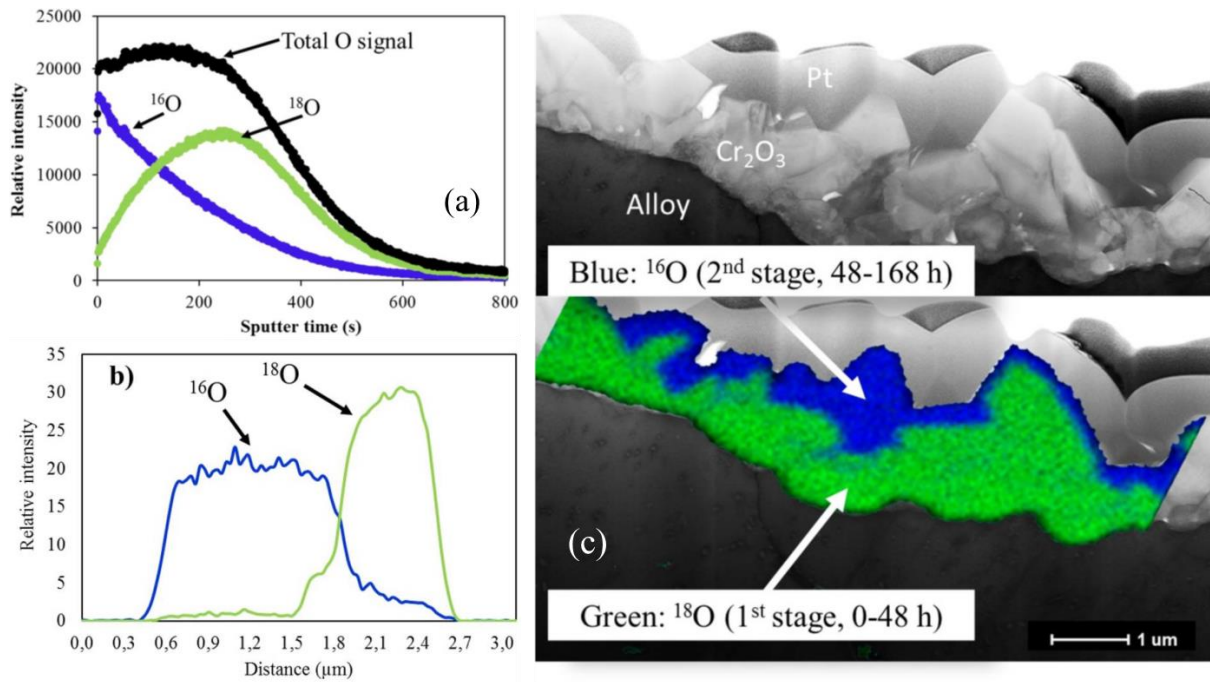 25000
20000
15000
10000
5000
0
0
200
400
600
800
Relative intensity
Sputter time (s)
Total O signal
¹⁶O
¹⁸O
(a)
b)
35
30
25
20
15
10
5
0
0,0
0,3
0,6
0,9
1,2
1,5
1,8
2,1
2,4
2,7
3,0
Relative intensity
Distance (µm)
¹⁶O
¹⁸O
Pt
Cr₂O₃
Alloy
Blue: ¹⁶O (2ⁿᵈ stage, 48-168 h)
(c)
Green: ¹⁸O (1ˢᵗ stage, 0-48 h)
1 um